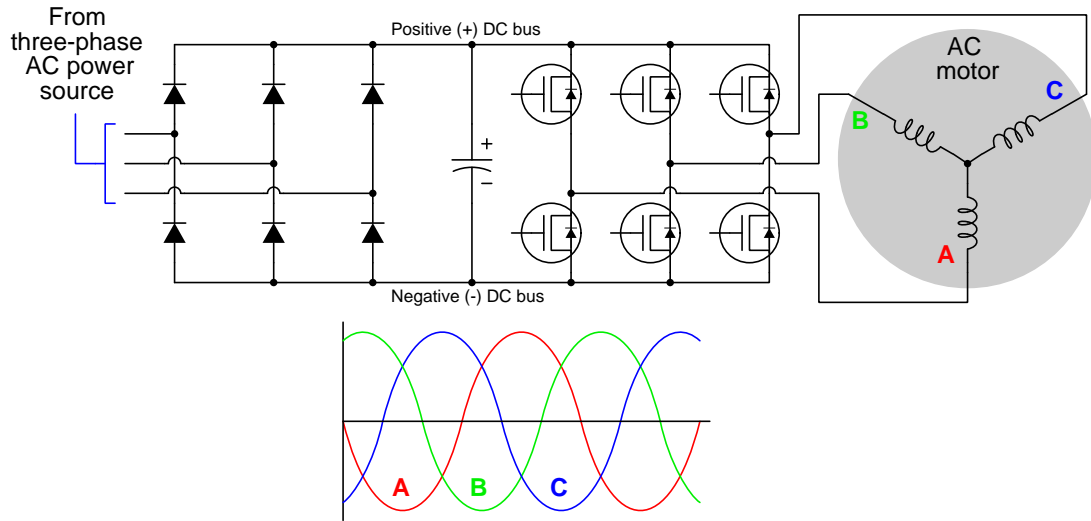 From
three-phase
AC power
source
Positive (+) DC bus
+
−
Negative (-) DC bus
AC
motor
C
B
A
A
B
C